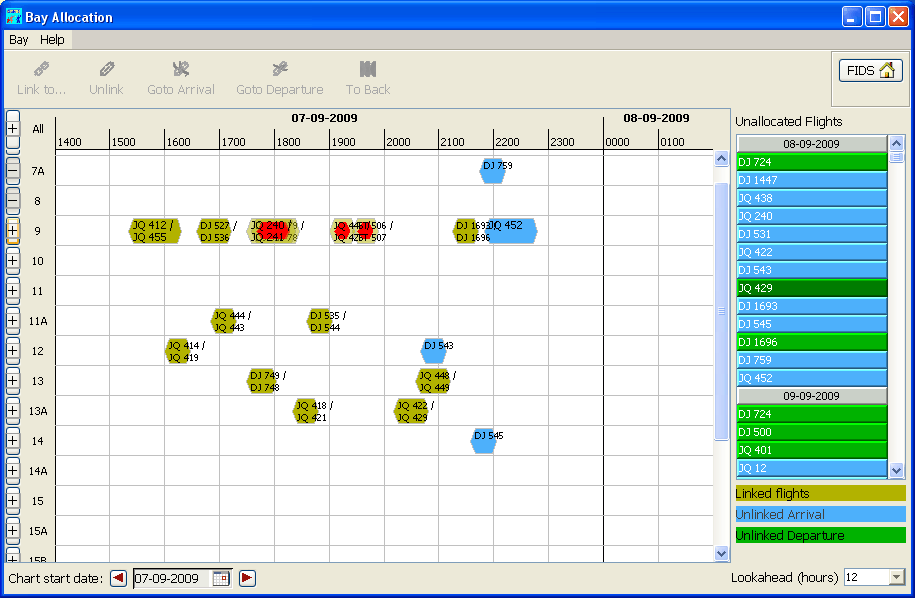 Bay Allocation
Bay Help
Link to... Unlink Goto Arrival Goto Departure To Back
FIDS
07-09-2009 08-09-2009
All 1400 1500 1600 1700 1800 1900 2000 2100 2200 2300 0000 0100
7A
DJ 759
8
9
JQ 412 /
JQ 455
DJ 527 /
DJ 536
JQ 240 /
JQ 241
506 /
507
DJ 1693
DJ 1696
JQ 452
10
11
11A
JQ 444 /
JQ 443
DJ 535 /
DJ 544
12
JQ 414 /
JQ 419
DJ 543
13
DJ 749 /
DJ 748
JQ 448 /
JQ 449
13A
JQ 418 /
JQ 421
JQ 422 /
JQ 429
14
DJ 545
14A
15
15A
15B
Unallocated Flights
08-09-2009
DJ 724
DJ 1447
JQ 438
JQ 240
DJ 531
JQ 422
DJ 543
JQ 429
DJ 1693
DJ 545
DJ 1696
DJ 759
JQ 452
09-09-2009
DJ 724
DJ 500
JQ 401
JQ 12
Linked flights
Unlinked Arrival
Unlinked Departure
Chart start date: 07-09-2009
Lookahead (hours) 12